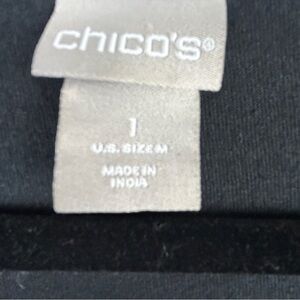 chico's®
1
U.S. SIZE M
MADE IN
INDIA